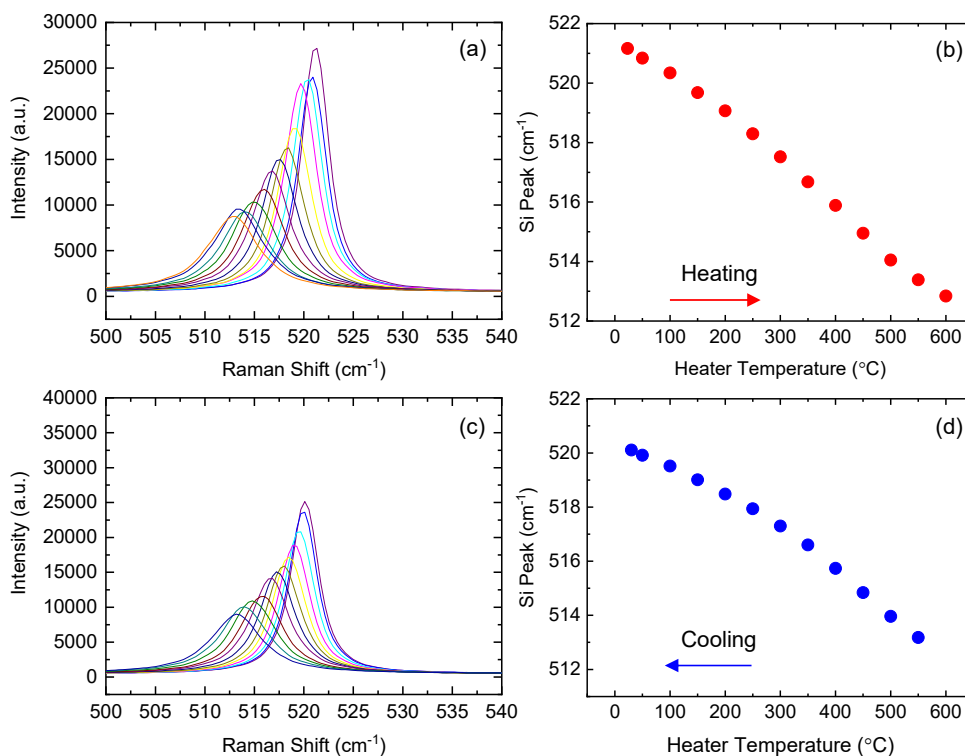 (a)
Intensity (a.u.)
30000
25000
20000
15000
10000
5000
0
500 505 510 515 520 525 530 535 540
Raman Shift (cm⁻¹)
(b)
Si Peak (cm⁻¹)
522
520
518
516
514
512
Heating
0 100 200 300 400 500 600
Heater Temperature (°C)
(c)
Intensity (a.u.)
40000
35000
30000
25000
20000
15000
10000
5000
0
500 505 510 515 520 525 530 535 540
Raman Shift (cm⁻¹)
(d)
Si Peak (cm⁻¹)
522
520
518
516
514
512
Cooling
0 100 200 300 400 500 600
Heater Temperature (°C)